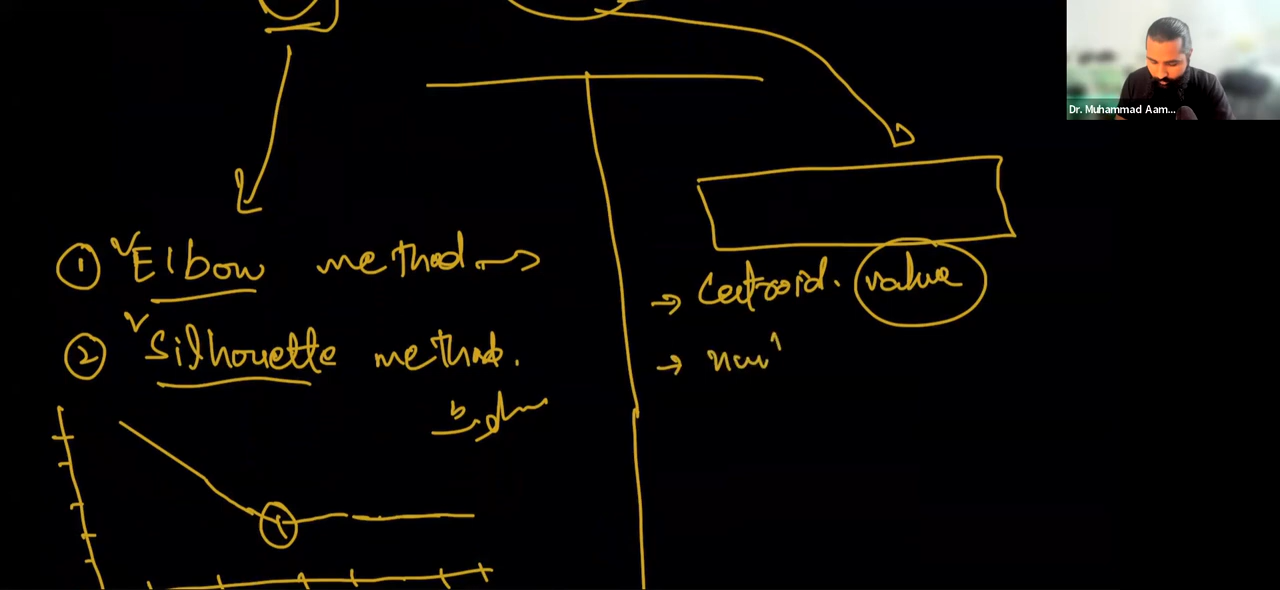 Dr. Muhammad Aam...
① Elbow method
② Silhouette method.
→ Centroid. value
→